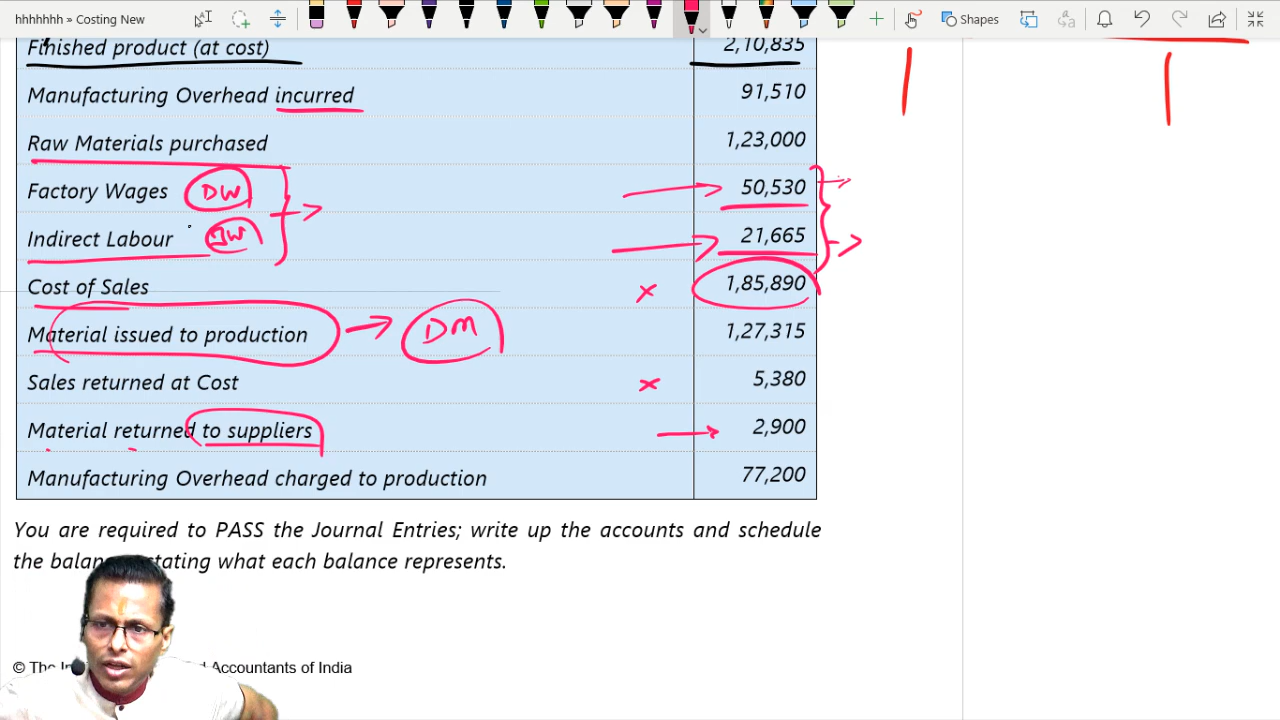 hhhhhhh » Costing New
Shapes
Finished product (at cost) 2,10,835
Manufacturing Overhead incurred 91,510
Raw Materials purchased 1,23,000
Factory Wages DW 50,530
Indirect Labour IW 21,665
Cost of Sales × 1,85,890
Material issued to production → DM 1,27,315
Sales returned at Cost × 5,380
Material returned to suppliers 2,900
Manufacturing Overhead charged to production 77,200
You are required to PASS the Journal Entries; write up the accounts and schedule
the tating what each balance represents.
© The Accountants of India